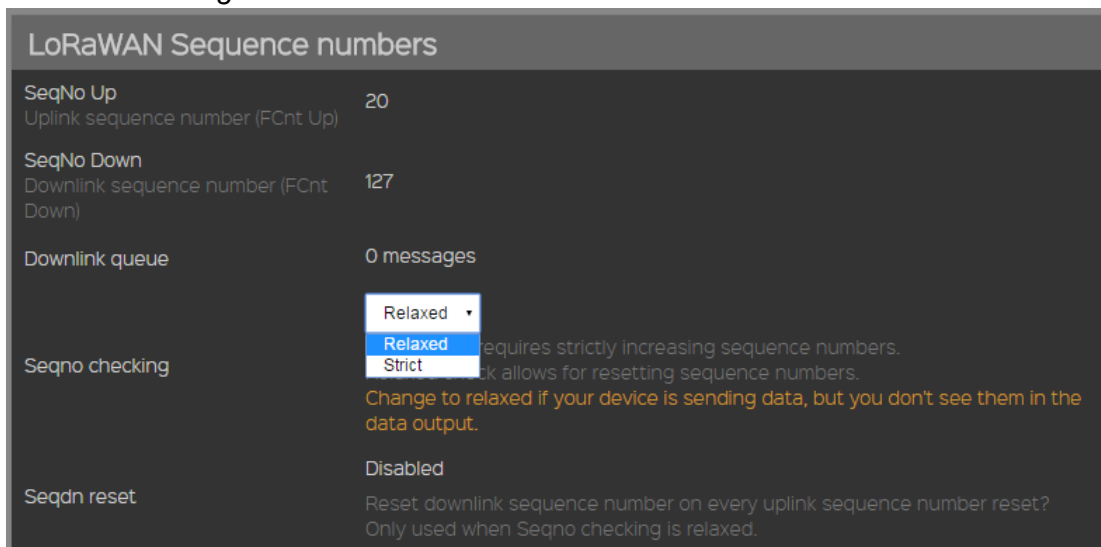 LoRaWAN Sequence numbers
SeqNo Up
Uplink sequence number (FCnt Up)
20
SeqNo Down
Downlink sequence number (FCnt
Down)
127
Downlink queue
0 messages
Seqno checking
Relaxed
Relaxed
Strict
requires strictly increasing sequence numbers.
allows for resetting sequence numbers.
Change to relaxed if your device is sending data, but you don't see them in the
data output.
Seqdn reset
Disabled
Reset downlink sequence number on every uplink sequence number reset?
Only used when Seqno checking is relaxed.